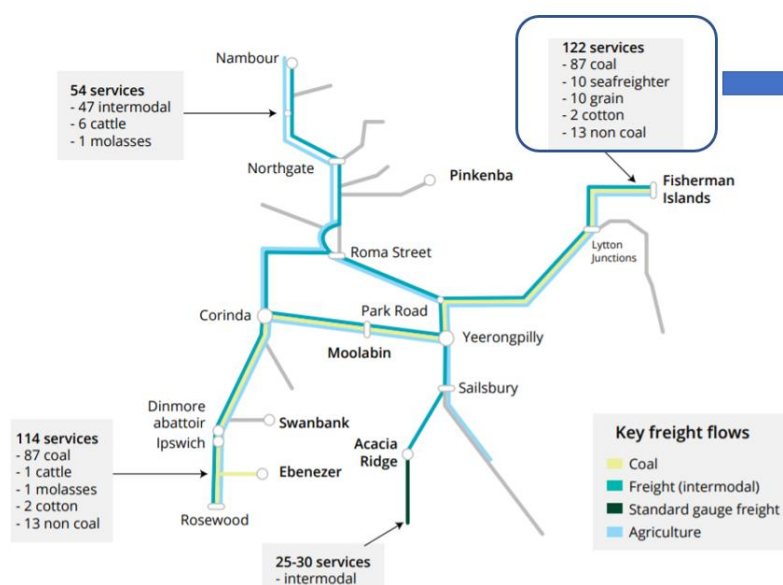 Nambour
54 services
- 47 intermodal
- 6 cattle
- 1 molasses
122 services
- 87 coal
- 10 seafreighter
- 10 grain
- 2 cotton
- 13 non coal
Northgate
Pinkenba
Fisherman
Islands
Lytton
Junctions
Roma Street
Park Road
Corinda
Moolabin
Yeerongpilly
Sailsbury
Dinmore
abattoir
Ipswich
Swanbank
Ebenezer
Rosewood
114 services
- 87 coal
- 1 cattle
- 1 molasses
- 2 cotton
- 13 non coal
Acacia
Ridge
25-30 services
- intermodal
Key freight flows
Coal
Freight (intermodal)
Standard gauge freight
Agriculture